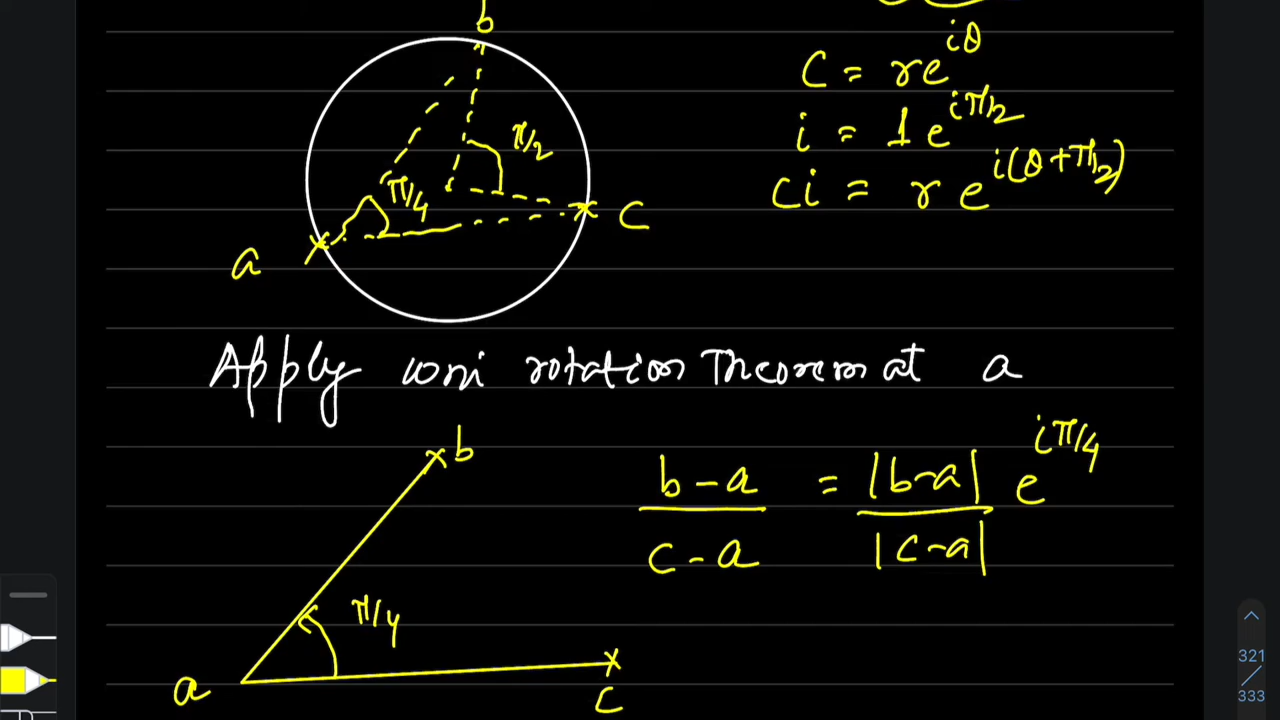 b
C = re^{iθ}
i = 1e^{iπ/2}
π/2
π/4
ci = re^{i(θ+π/2)}
a
C
Apply coni rotation Theorem at a
b
b-a / c-a = |b-a| / |c-a| e^{iπ/4}
π/4
a
C
321
/
333